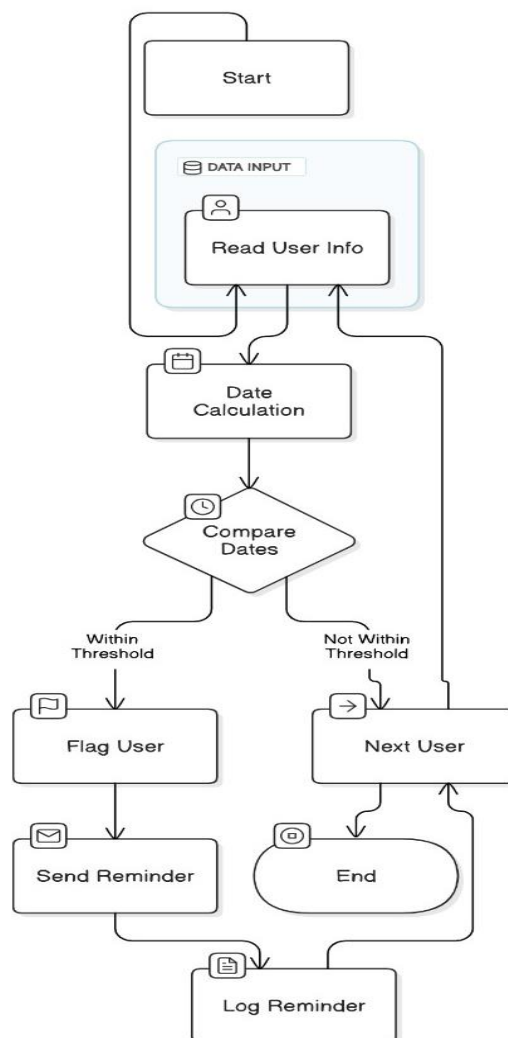 Start
DATA INPUT
Read User Info
Date
Calculation
Compare
Dates
Within
Threshold
Not Within
Threshold
Flag User
Next User
Send Reminder
End
Log Reminder